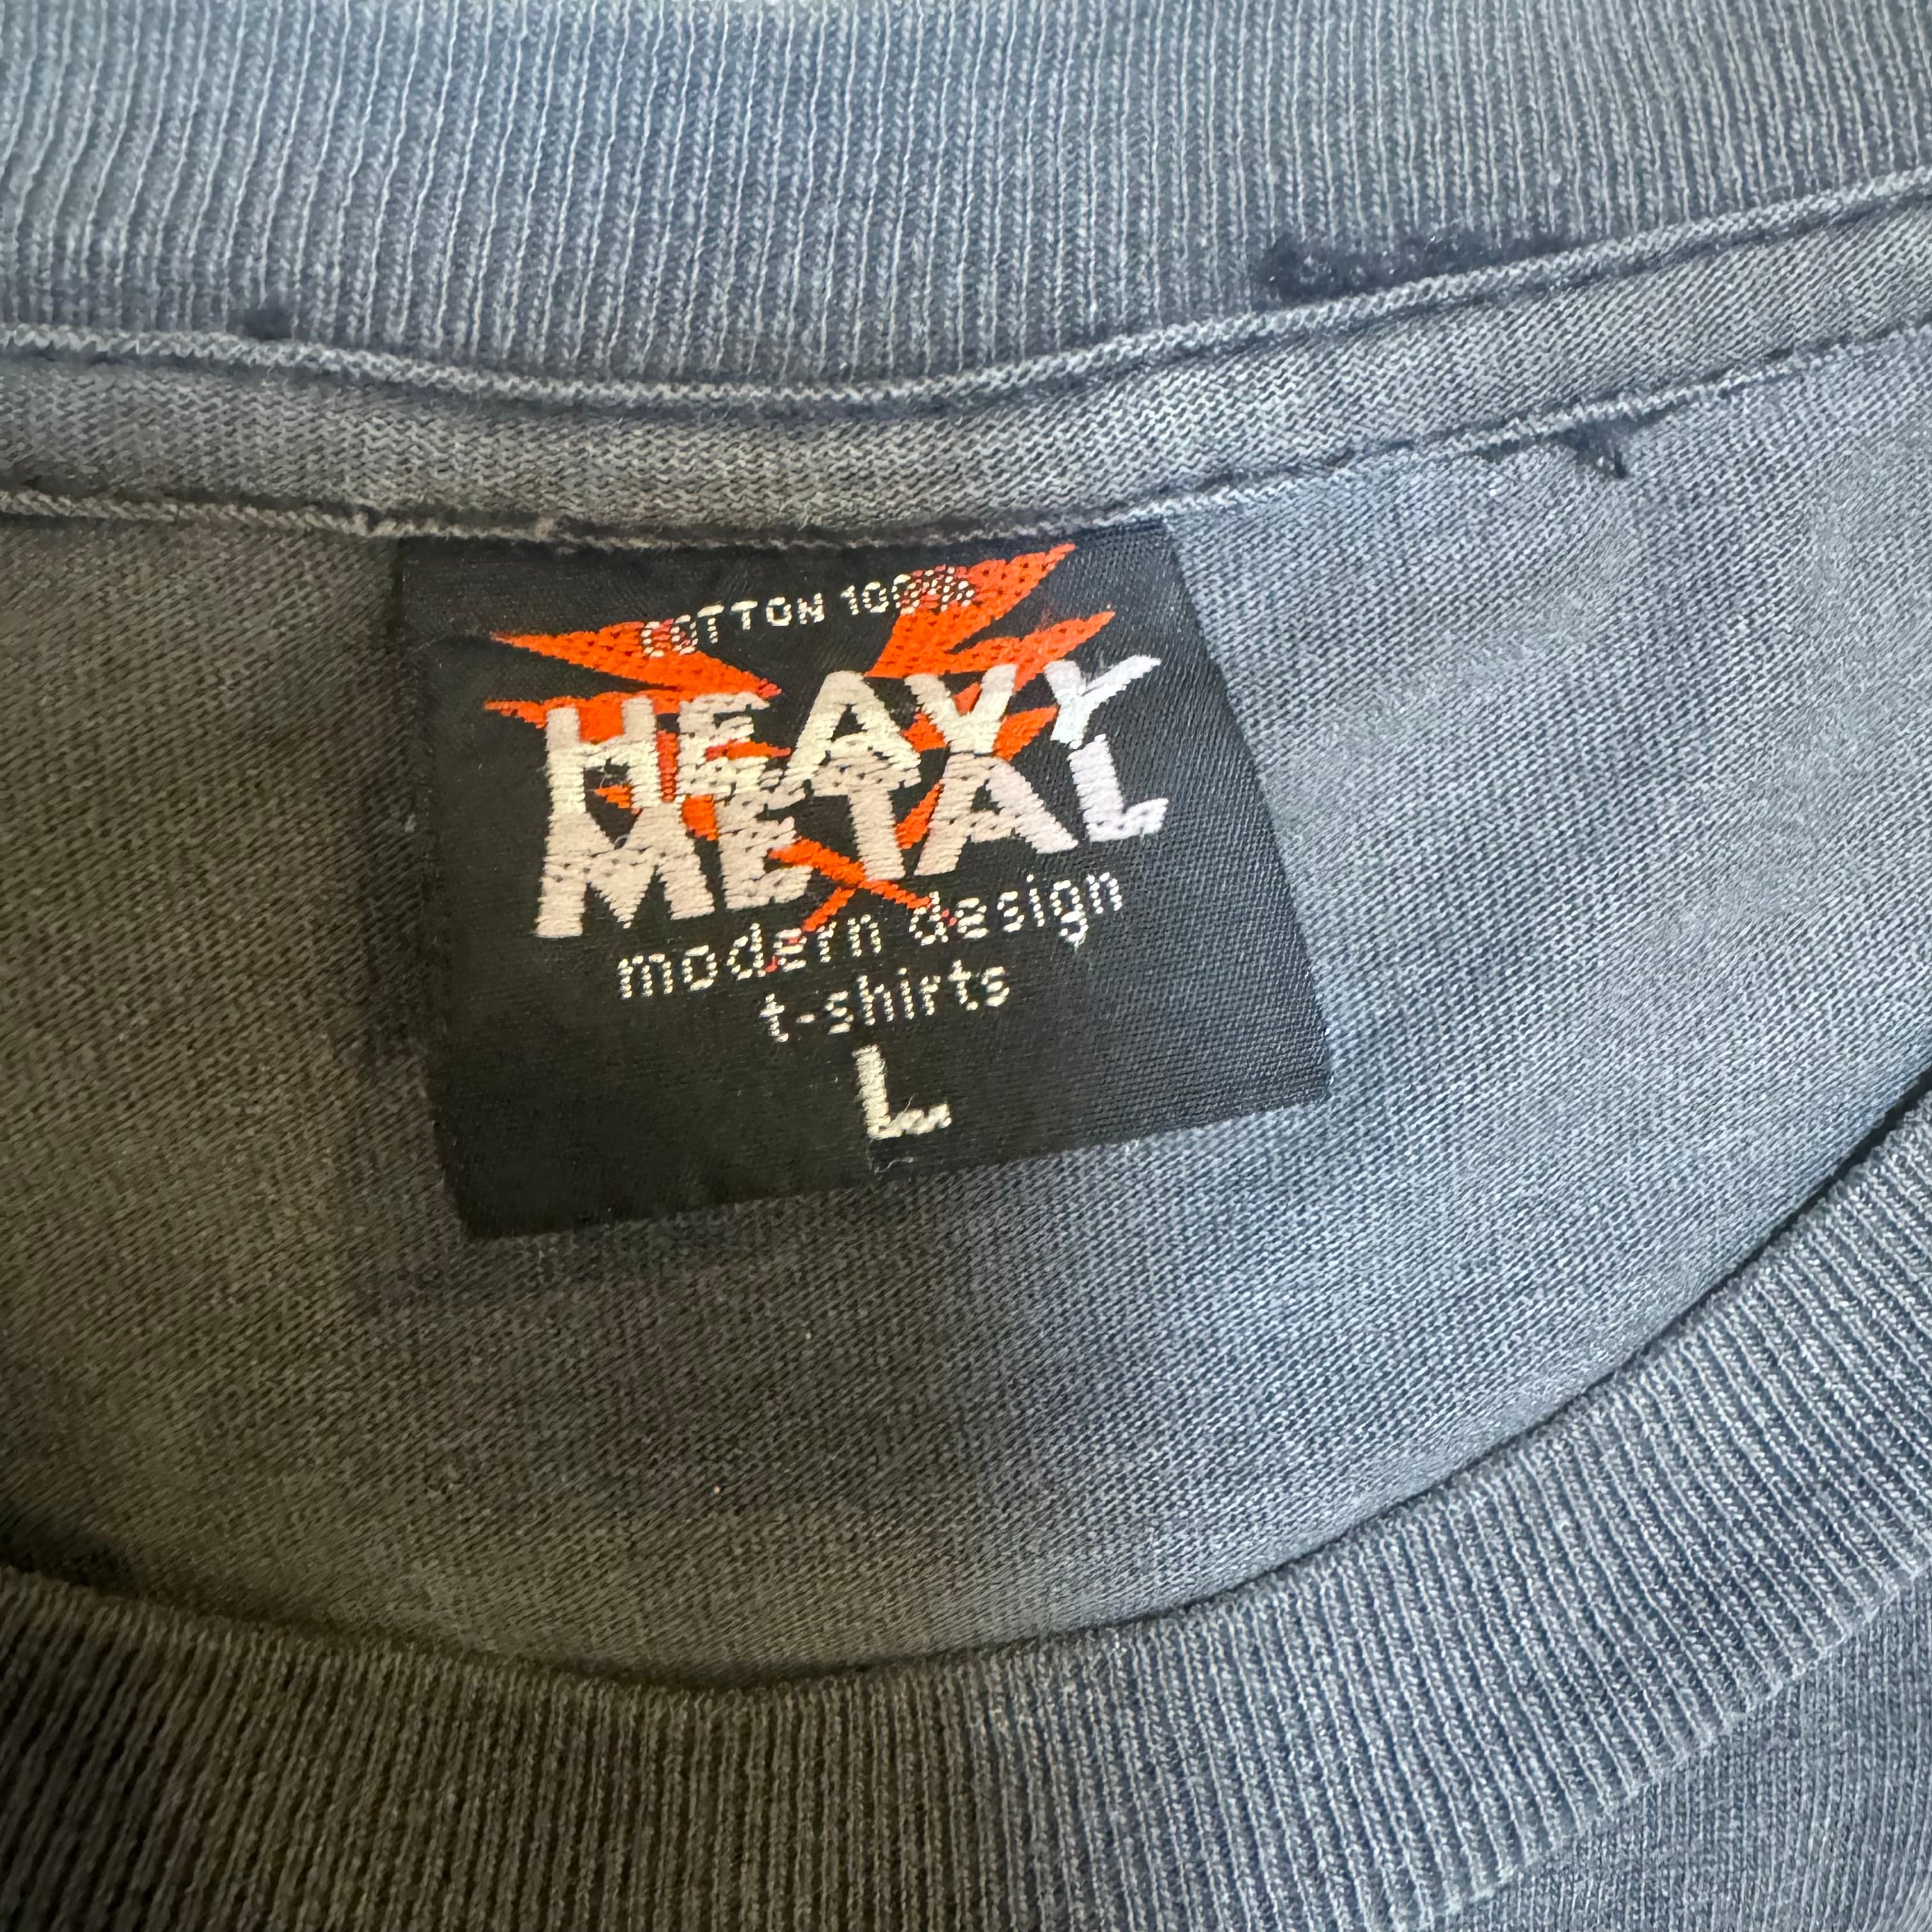 COTTON 100%
HEAVY
METAL
modern design
t-shirts
L